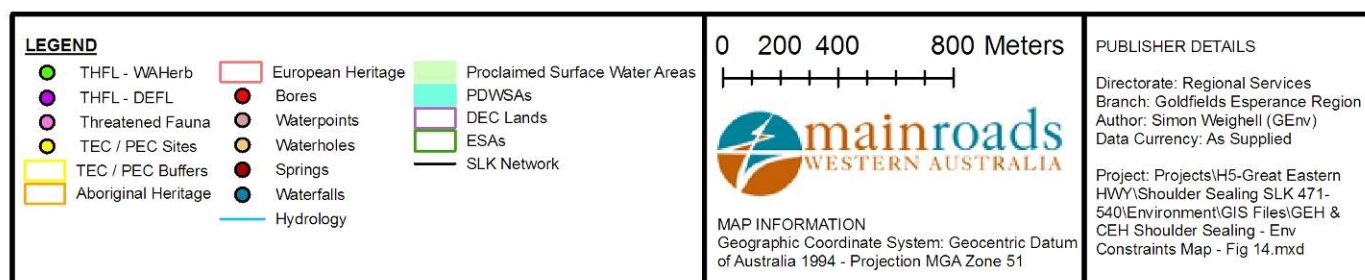 LEGEND
THFL - WAHerb
THFL - DEFL
Threatened Fauna
TEC / PEC Sites
TEC / PEC Buffers
Aboriginal Heritage
European Heritage
Bores
Waterpoints
Waterholes
Springs
Waterfalls
Hydrology
Proclaimed Surface Water Areas
PDWSAs
DEC Lands
ESAs
SLK Network
0 200 400 800 Meters
mainroads
WESTERN AUSTRALIA
MAP INFORMATION
Geographic Coordinate System: Geocentric Datum
of Australia 1994 - Projection MGA Zone 51
PUBLISHER DETAILS
Directorate: Regional Services
Branch: Goldfields Esperance Region
Author: Simon Weighell (GEnv)
Data Currency: As Supplied
Project: Projects\H5-Great Eastern
HWY\Shoulder Sealing SLK 471-
540\Environment\GIS Files\GEH &
CEH Shoulder Sealing - Env
Constraints Map - Fig 14.mxd